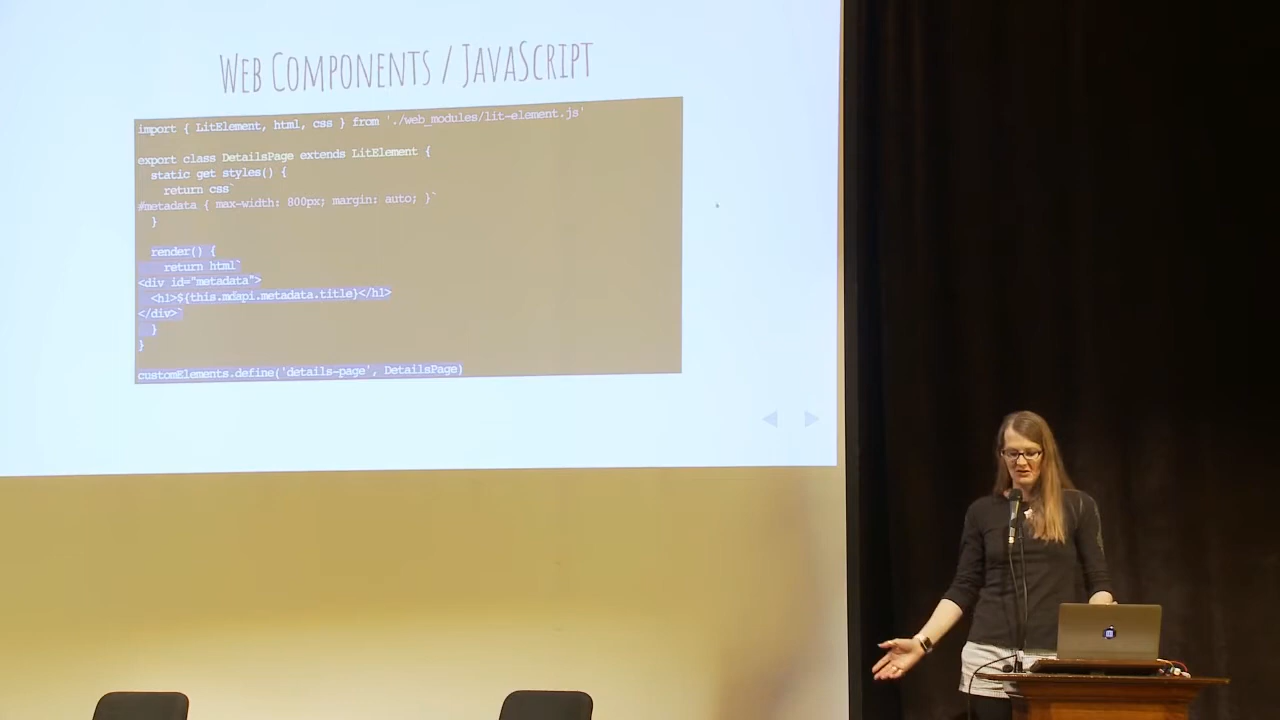 Web Components / JavaScript
import { LitElement, html, css } from './web_modules/lit-element.js'
export class DetailsPage extends LitElement {
static get styles() {
return css`
#metadata { max-width: 800px; margin: auto; }`
}
render() {
return html`
<div id="metadata">
<h1>${this.mdapi.metadata.title}</h1>
</div>`
}
}
customElements.define('details-page', DetailsPage)